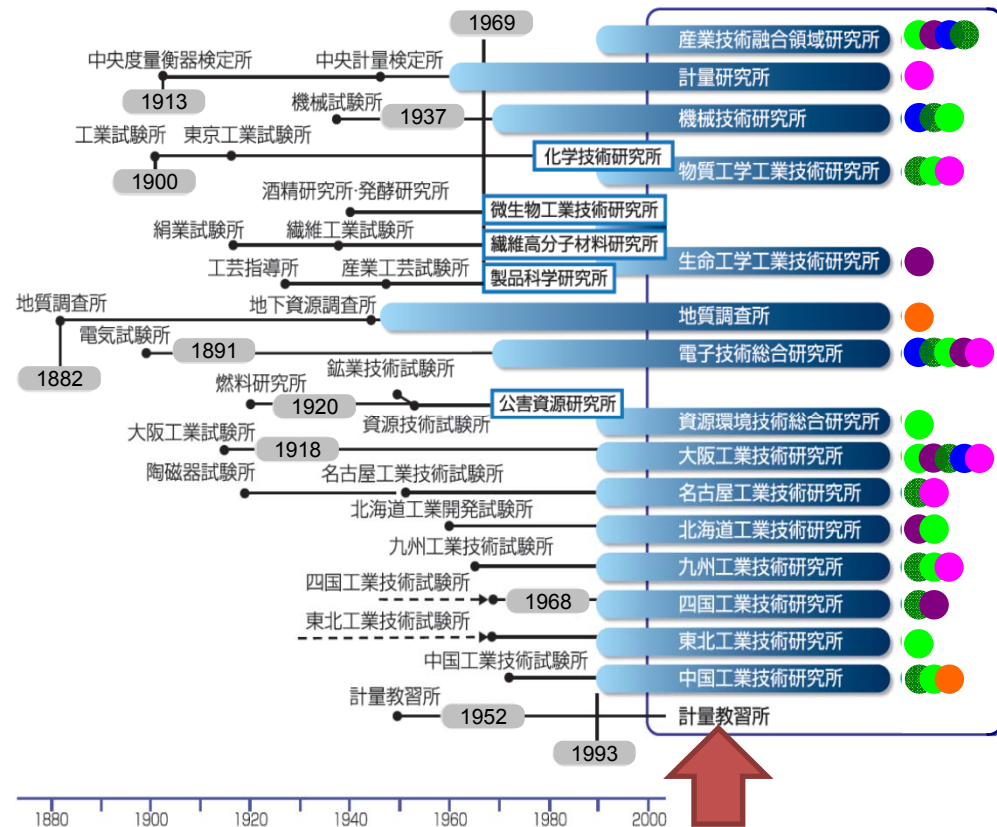 1969
産業技術融合領域研究所
中央度量衡器検定所
中央計量検定所
計量研究所
1913
機械試験所
1937
機械技術研究所
工業試験所
東京工業試験所
化学技術研究所
1900
物質工学工業技術研究所
酒精研究所・発酵研究所
微生物工業技術研究所
絹業試験所
繊維工業試験所
繊維高分子材料研究所
工芸指導所
産業工芸試験所
製品科学研究所
生命工学工業技術研究所
地質調査所
地下資源調査所
地質調査所
電気試験所
1891
電子技術総合研究所
1882
鉱業技術試験所
燃料研究所
1920
公害資源研究所
資源技術試験所
資源環境技術総合研究所
大阪工業試験所
1918
大阪工業技術研究所
陶磁器試験所
名古屋工業技術試験所
名古屋工業技術研究所
北海道工業開発試験所
北海道工業技術研究所
九州工業技術試験所
九州工業技術研究所
四国工業技術試験所
1968
四国工業技術研究所
東北工業技術試験所
東北工業技術研究所
中国工業技術試験所
中国工業技術研究所
計量教習所
1952
計量教習所
1993
1880 1900 1920 1940 1960 1980 2000